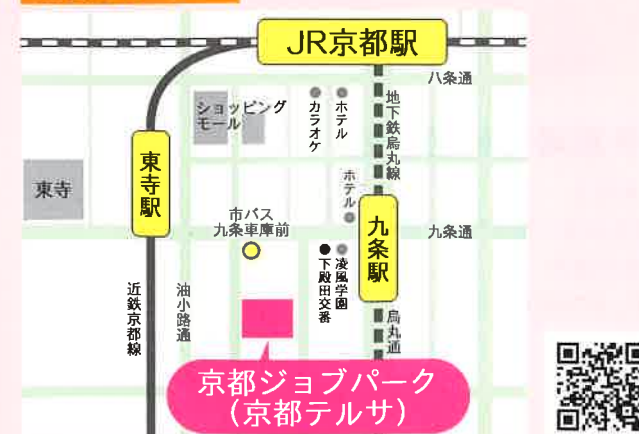 JR京都駅
八条通
ショッピング
モール
カラオケ
ホテル
地下鉄烏丸線
東寺駅
東寺
ホテル
市バス
九条車庫前
九条駅
九条通
下殿田交番
凌風学園
近鉄京都線
油小路通
烏丸通
京都ジョブパーク
（京都テルサ）